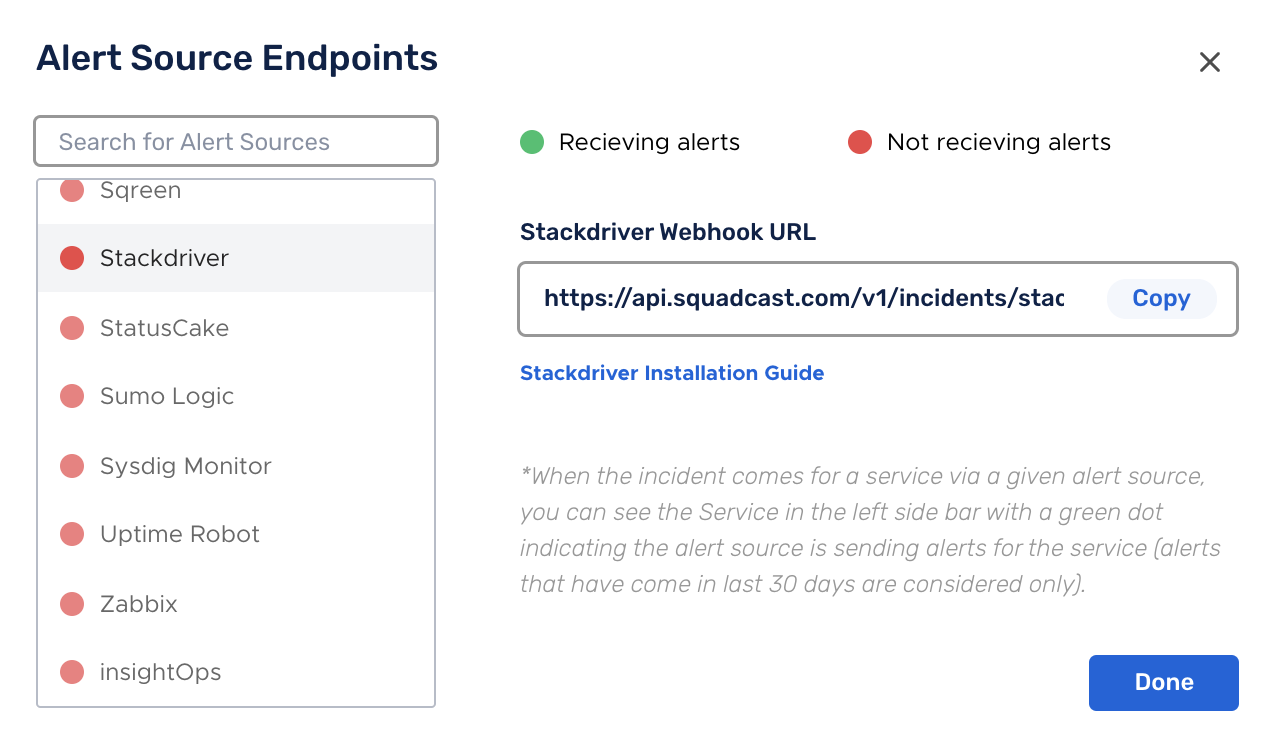 Alert Source Endpoints
Search for Alert Sources
Sqreen
Stackdriver
StatusCake
Sumo Logic
Sysdig Monitor
Uptime Robot
Zabbix
insightOps
Recieving alerts
Not recieving alerts
Stackdriver Webhook URL
https://api.squadcast.com/v1/incidents/stac
Copy
Stackdriver Installation Guide
*When the incident comes for a service via a given alert source,
you can see the Service in the left side bar with a green dot
indicating the alert source is sending alerts for the service (alerts
that have come in last 30 days are considered only).
Done